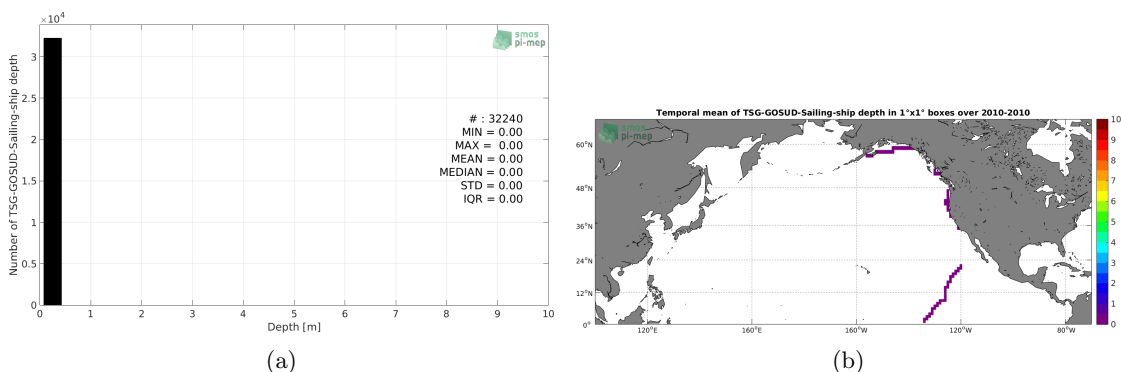 ×10⁴
smos
pi-mep
Number of TSG-GOSUD-Sailing-ship depth
3
2.5
2
1.5
1
0.5
0
# : 32240
MIN = 0.00
MAX = 0.00
MEAN = 0.00
MEDIAN = 0.00
STD = 0.00
IQR = 0.00
0 1 2 3 4 5 6 7 8 9 10
Depth [m]
(a)
Temporal mean of TSG-GOSUD-Sailing-ship depth in 1°x1° boxes over 2010-2010
smos
pi-mep
60°N
48°N
36°N
24°N
12°N
0°
120°E 160°E 160°W 120°W 80°W
10
9
8
7
6
5
4
3
2
1
0
(b)